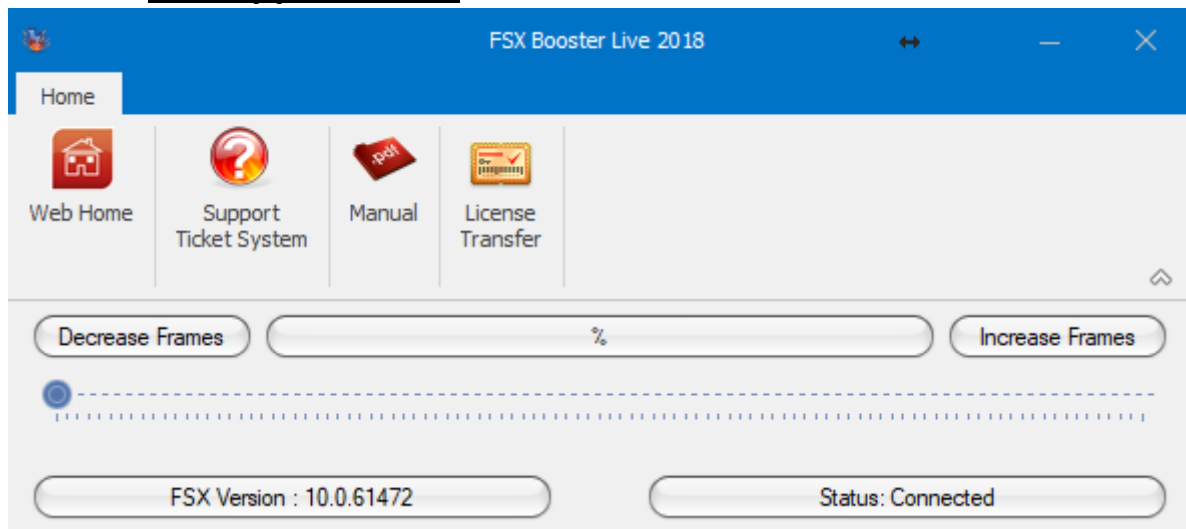 FSX Booster Live 2018
Home
Web Home
Support
Ticket System
.pdf
Manual
License
Transfer
Decrease Frames
%
Increase Frames
FSX Version : 10.0.61472
Status: Connected